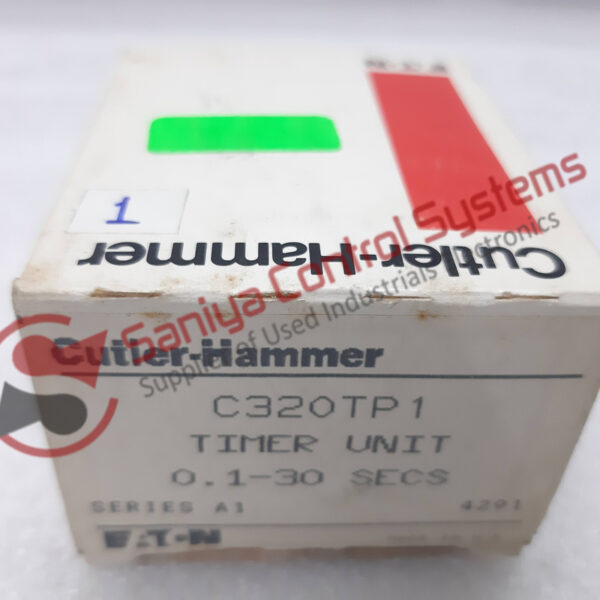 E·T·N
1
Cutler-Hammer
Saniya Control Systems
Supplier of Used Industrials Electronics
Cutler-Hammer
C320TP1
TIMER UNIT
0.1-30 SECS
SERIES A1 4291
E·T·N